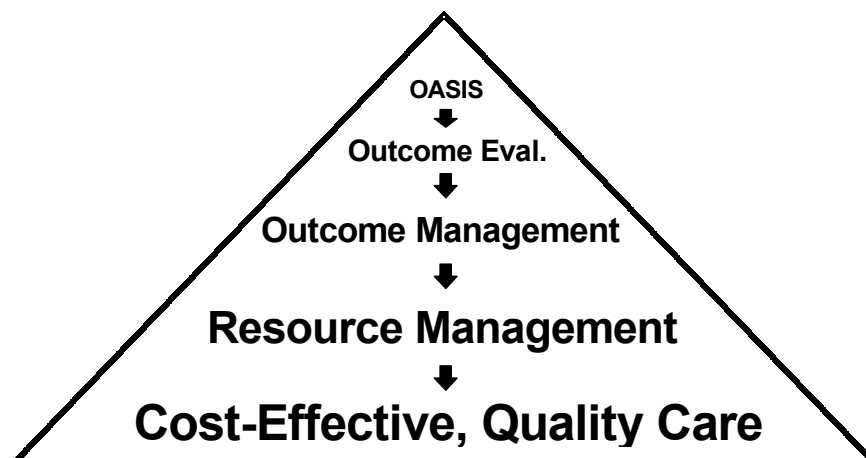 OASIS
Outcome Eval.
Outcome Management
Resource Management
Cost-Effective, Quality Care